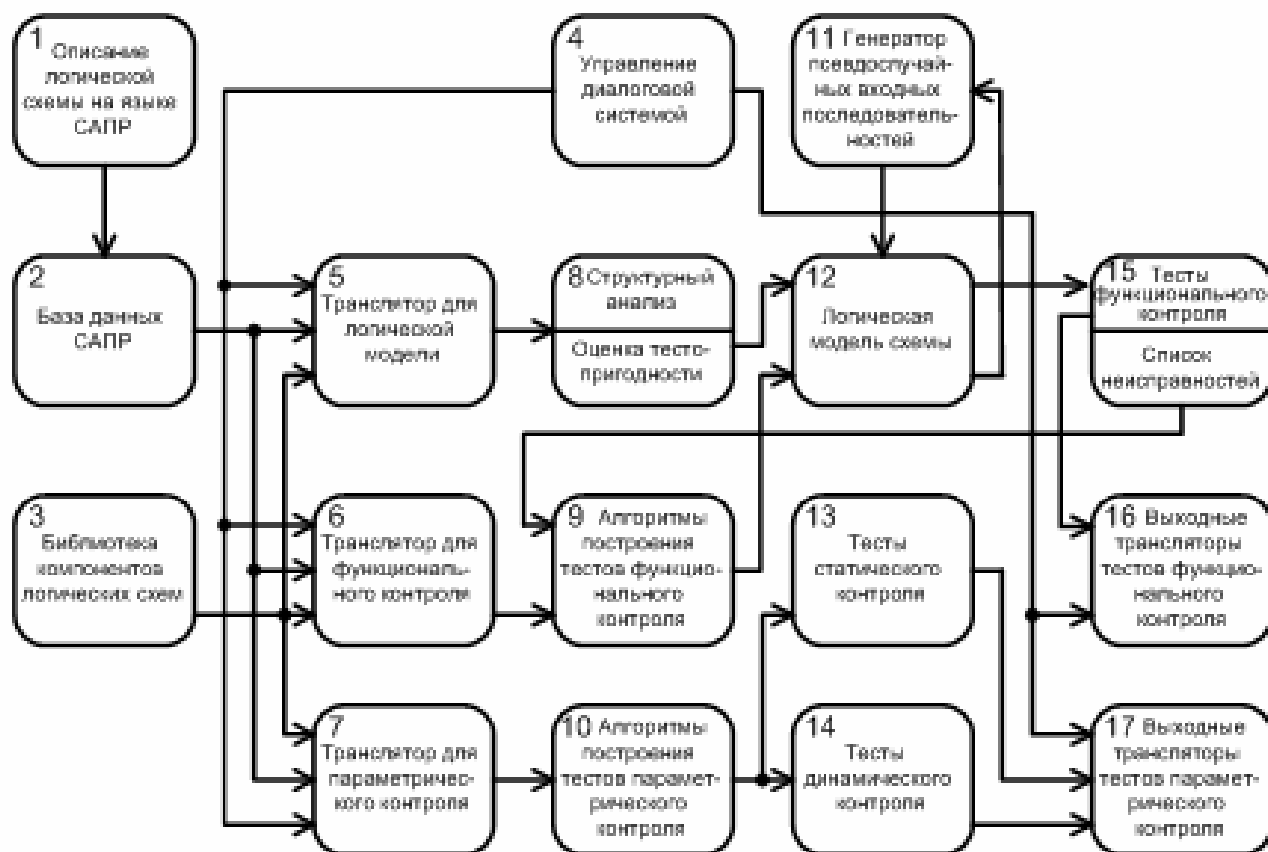 1 Списание
логической
схемы на языке
САПР
4
Управление
диалоговой
системой
11 Генератор
псевдослучай-
ных входных
последователь-
ностей
2
База данных
САПР
5
Транслятор для
логической
модели
8 Структурный
анализ
Оценка тесто-
пригодности
12
Логическая
модель схемы
15 Тесты
функционального
контроля
Список
неисправностей
3
Библиотека
компонентов
логических схем
6
Транслятор для
функциональ-
ного контроля
9 Алгоритмы
построения
тестов функцио-
нального
контроля
13
Тесты
статического
контроля
16 Выходные
трансляторы
тестов функцио-
нального
контроля
7
Транслятор для
параметричес-
кого контроля
10 Алгоритмы
построения
тестов парамет-
рического
контроля
14
Тесты
динамического
контроля
17 Выходные
трансляторы
тестов парамет-
рического
контроля